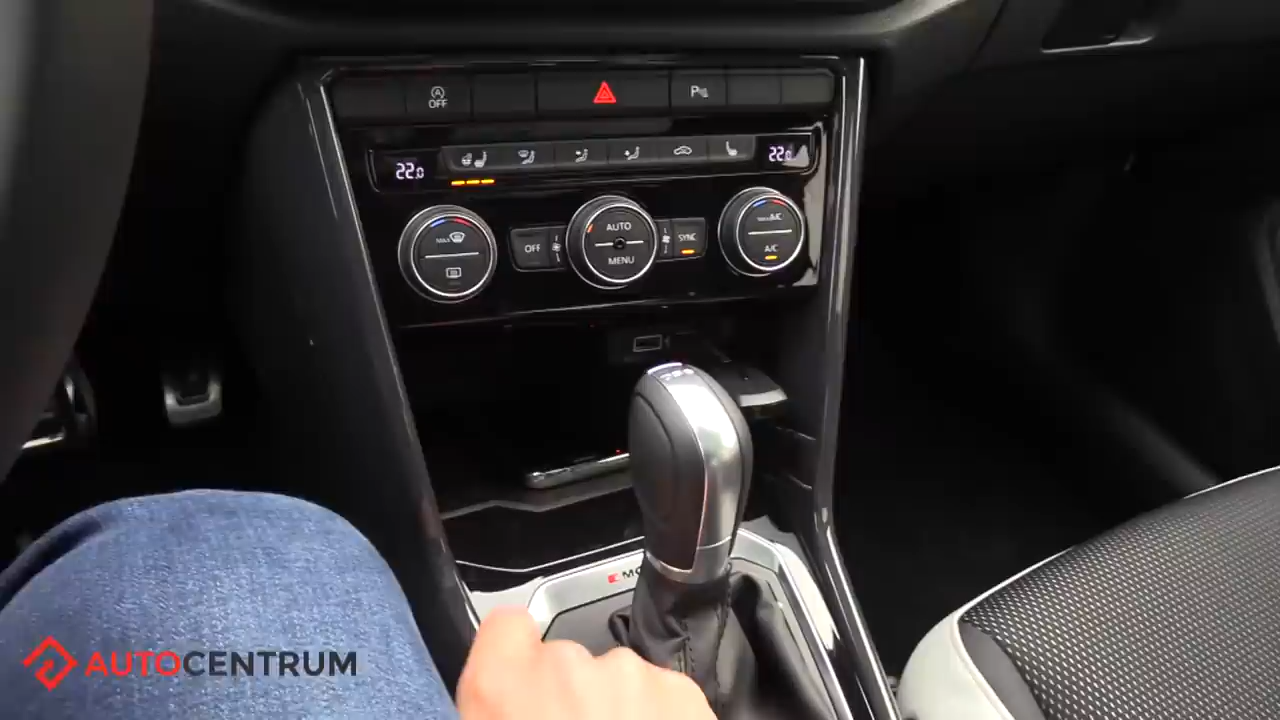 OFF
P
22.0
22.0
MAX
OFF
AUTO
MENU
SYNC
MAX A/C
A/C
AUTOCENTRUM